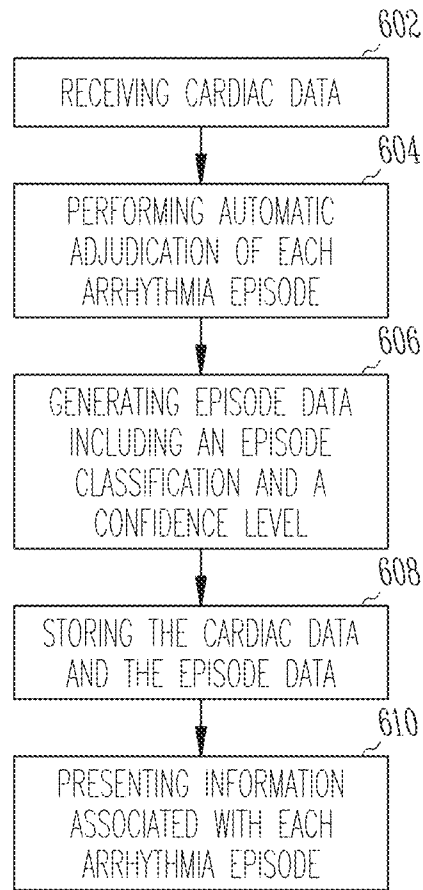 602
RECEIVING CARDIAC DATA
604
PERFORMING AUTOMATIC
ADJUDICATION OF EACH
ARRHYTHMIA EPISODE
606
GENERATING EPISODE DATA
INCLUDING AN EPISODE
CLASSIFICATION AND A
CONFIDENCE LEVEL
608
STORING THE CARDIAC DATA
AND THE EPISODE DATA
610
PRESENTING INFORMATION
ASSOCIATED WITH EACH
ARRHYTHMIA EPISODE